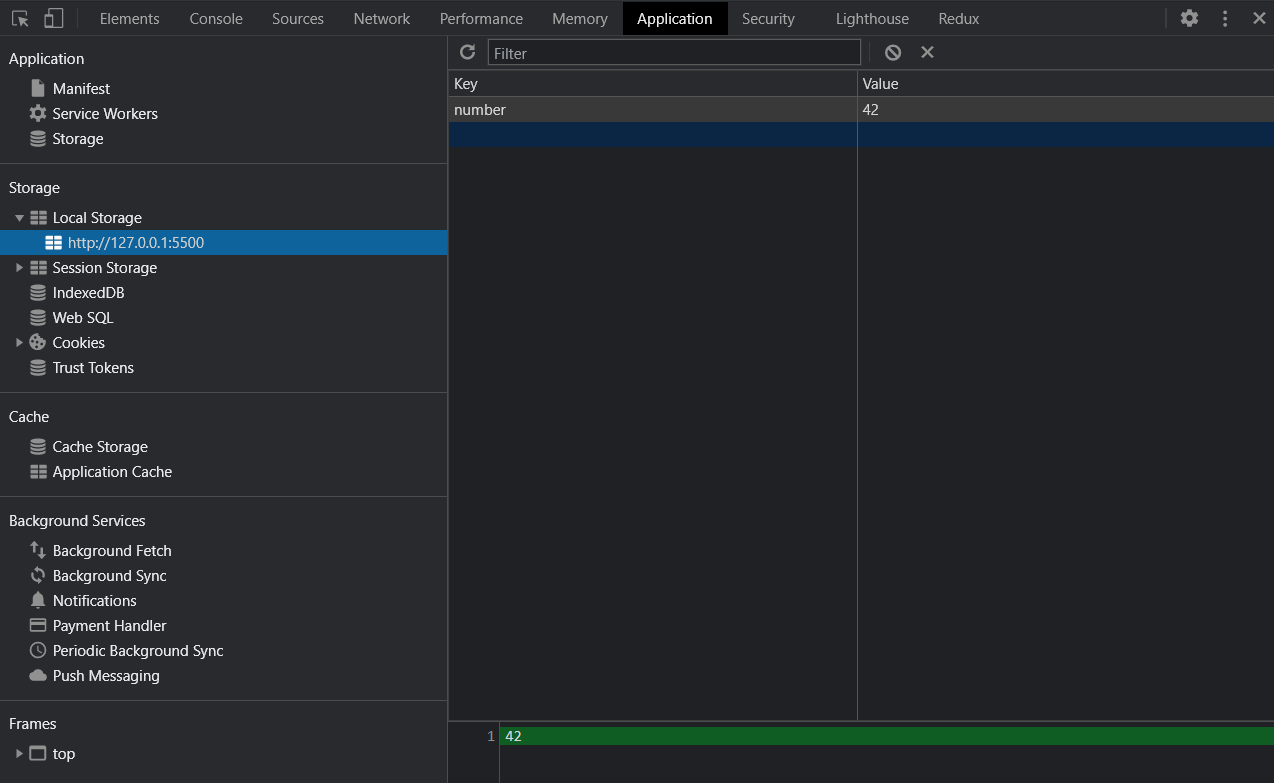 Elements Console Sources Network Performance Memory Application Security Lighthouse Redux
Application
Manifest
Service Workers
Storage
Storage
Local Storage
http://127.0.0.1:5500
Session Storage
IndexedDB
Web SQL
Cookies
Trust Tokens
Cache
Cache Storage
Application Cache
Background Services
Background Fetch
Background Sync
Notifications
Payment Handler
Periodic Background Sync
Push Messaging
Frames
top
Filter
Key Value
number 42
1 42